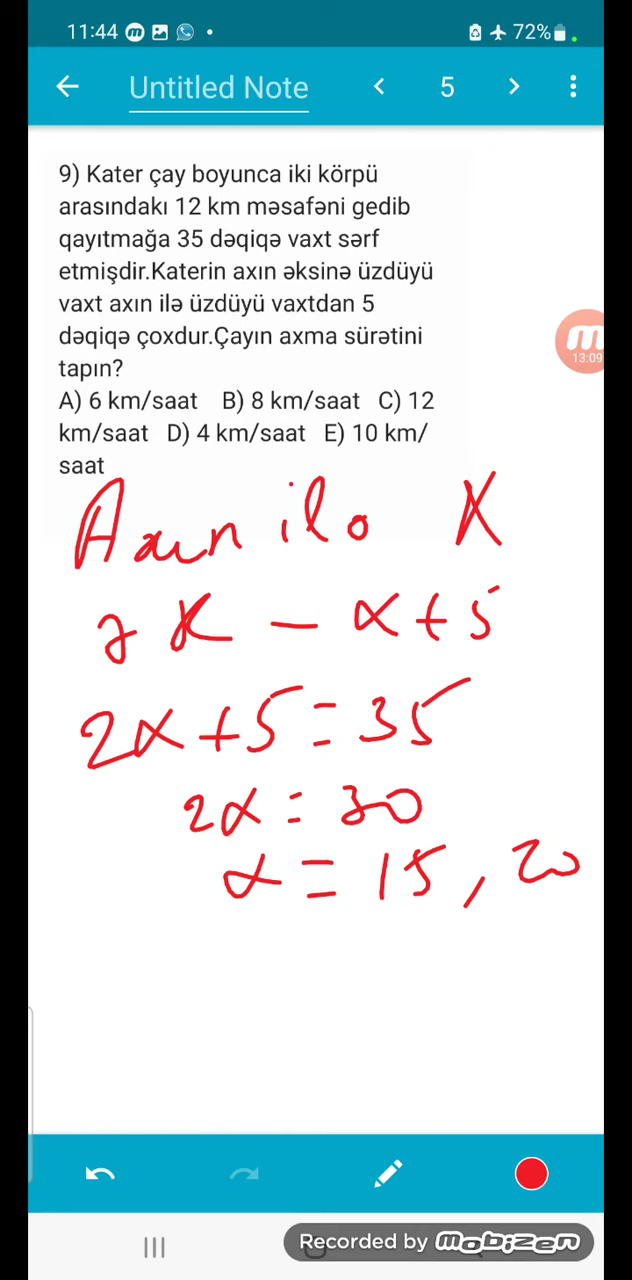 11:44 72%
Untitled Note 5
9) Kater çay boyunca iki körpü
arasındakı 12 km məsafəni gedib
qayıtmağa 35 dəqiqə vaxt sərf
etmişdir.Katerin axın əksinə üzdüyü
vaxt axın ilə üzdüyü vaxtdan 5
dəqiqə çoxdur.Çayın axma sürətini
tapın?
A) 6 km/saat B) 8 km/saat C) 12
km/saat D) 4 km/saat E) 10 km/
saat
13:09
Axın ilə x
x – x+5
2x+5=35
2x=30
x=15, 20
Recorded by mobizen